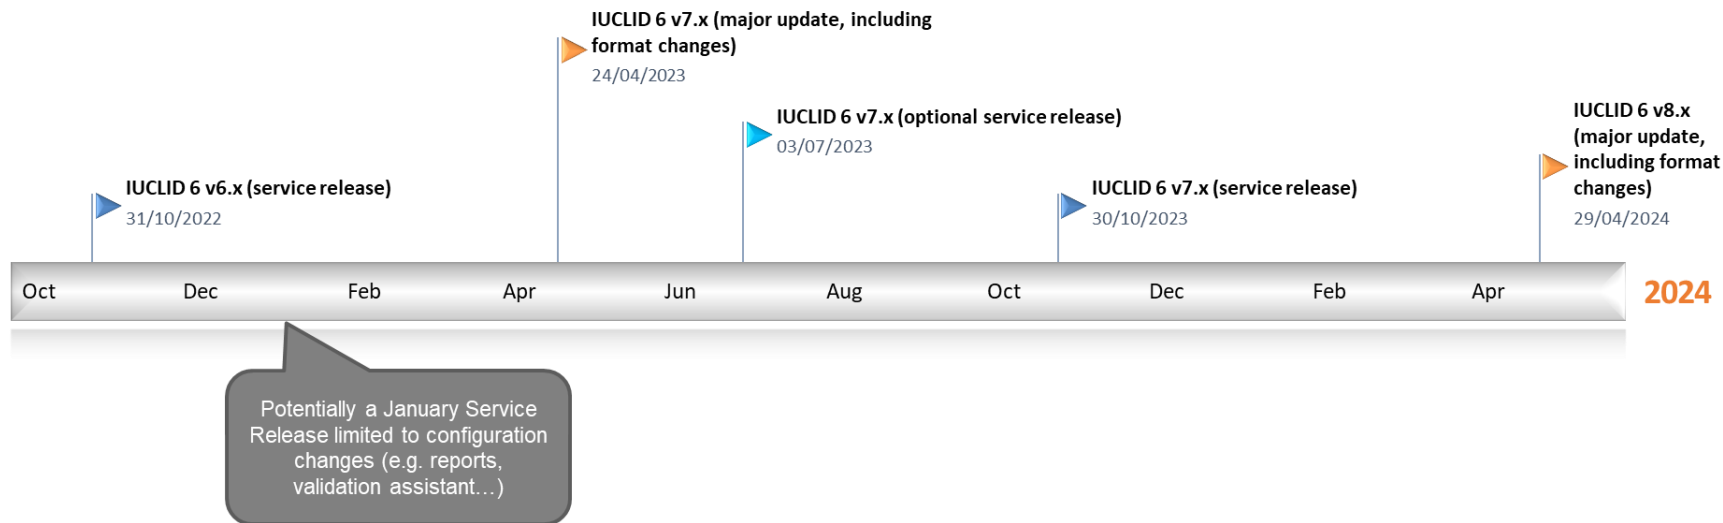 IUCLID 6 v7.x (major update, including
format changes)
24/04/2023
IUCLID 6 v7.x (optional service release)
03/07/2023
IUCLID 6 v8.x
(major update,
including format
changes)
29/04/2024
IUCLID 6 v6.x (service release)
31/10/2022
IUCLID 6 v7.x (service release)
30/10/2023
Oct Dec Feb Apr Jun Aug Oct Dec Feb Apr 2024
Potentially a January Service
Release limited to configuration
changes (e.g. reports,
validation assistant…)